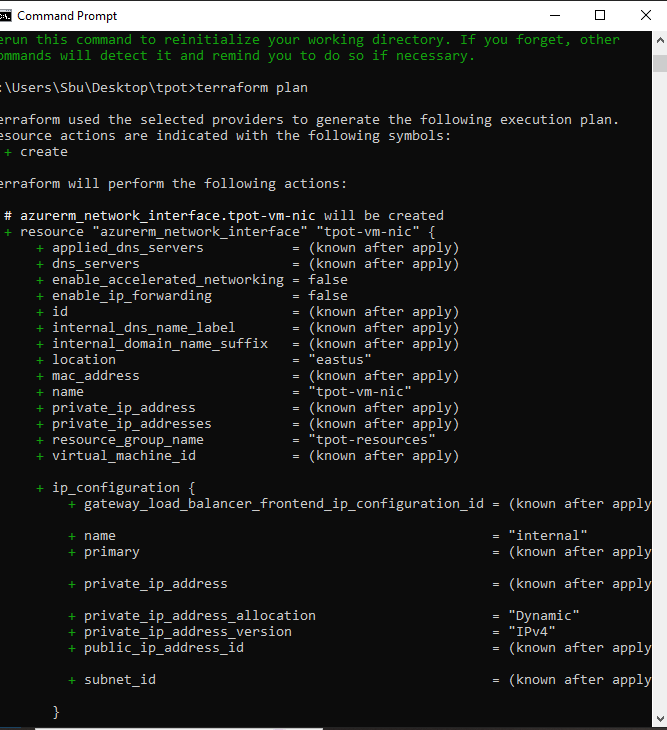 Command Prompt
erun this command to reinitialize your working directory. If you forget, other
ommands will detect it and remind you to do so if necessary.
:\Users\Sbu\Desktop\tpot>terraform plan
erraform used the selected providers to generate the following execution plan.
esource actions are indicated with the following symbols:
+ create
erraform will perform the following actions:
# azurerm_network_interface.tpot-vm-nic will be created
+ resource "azurerm_network_interface" "tpot-vm-nic" {
+ applied_dns_servers = (known after apply)
+ dns_servers = (known after apply)
+ enable_accelerated_networking = false
+ enable_ip_forwarding = false
+ id = (known after apply)
+ internal_dns_name_label = (known after apply)
+ internal_domain_name_suffix = (known after apply)
+ location = "eastus"
+ mac_address = (known after apply)
+ name = "tpot-vm-nic"
+ private_ip_address = (known after apply)
+ private_ip_addresses = (known after apply)
+ resource_group_name = "tpot-resources"
+ virtual_machine_id = (known after apply)
+ ip_configuration {
+ gateway_load_balancer_frontend_ip_configuration_id = (known after apply
+ name = "internal"
+ primary = (known after apply
+ private_ip_address = (known after apply
+ private_ip_address_allocation = "Dynamic"
+ private_ip_address_version = "IPv4"
+ public_ip_address_id = (known after apply
+ subnet_id = (known after apply
}